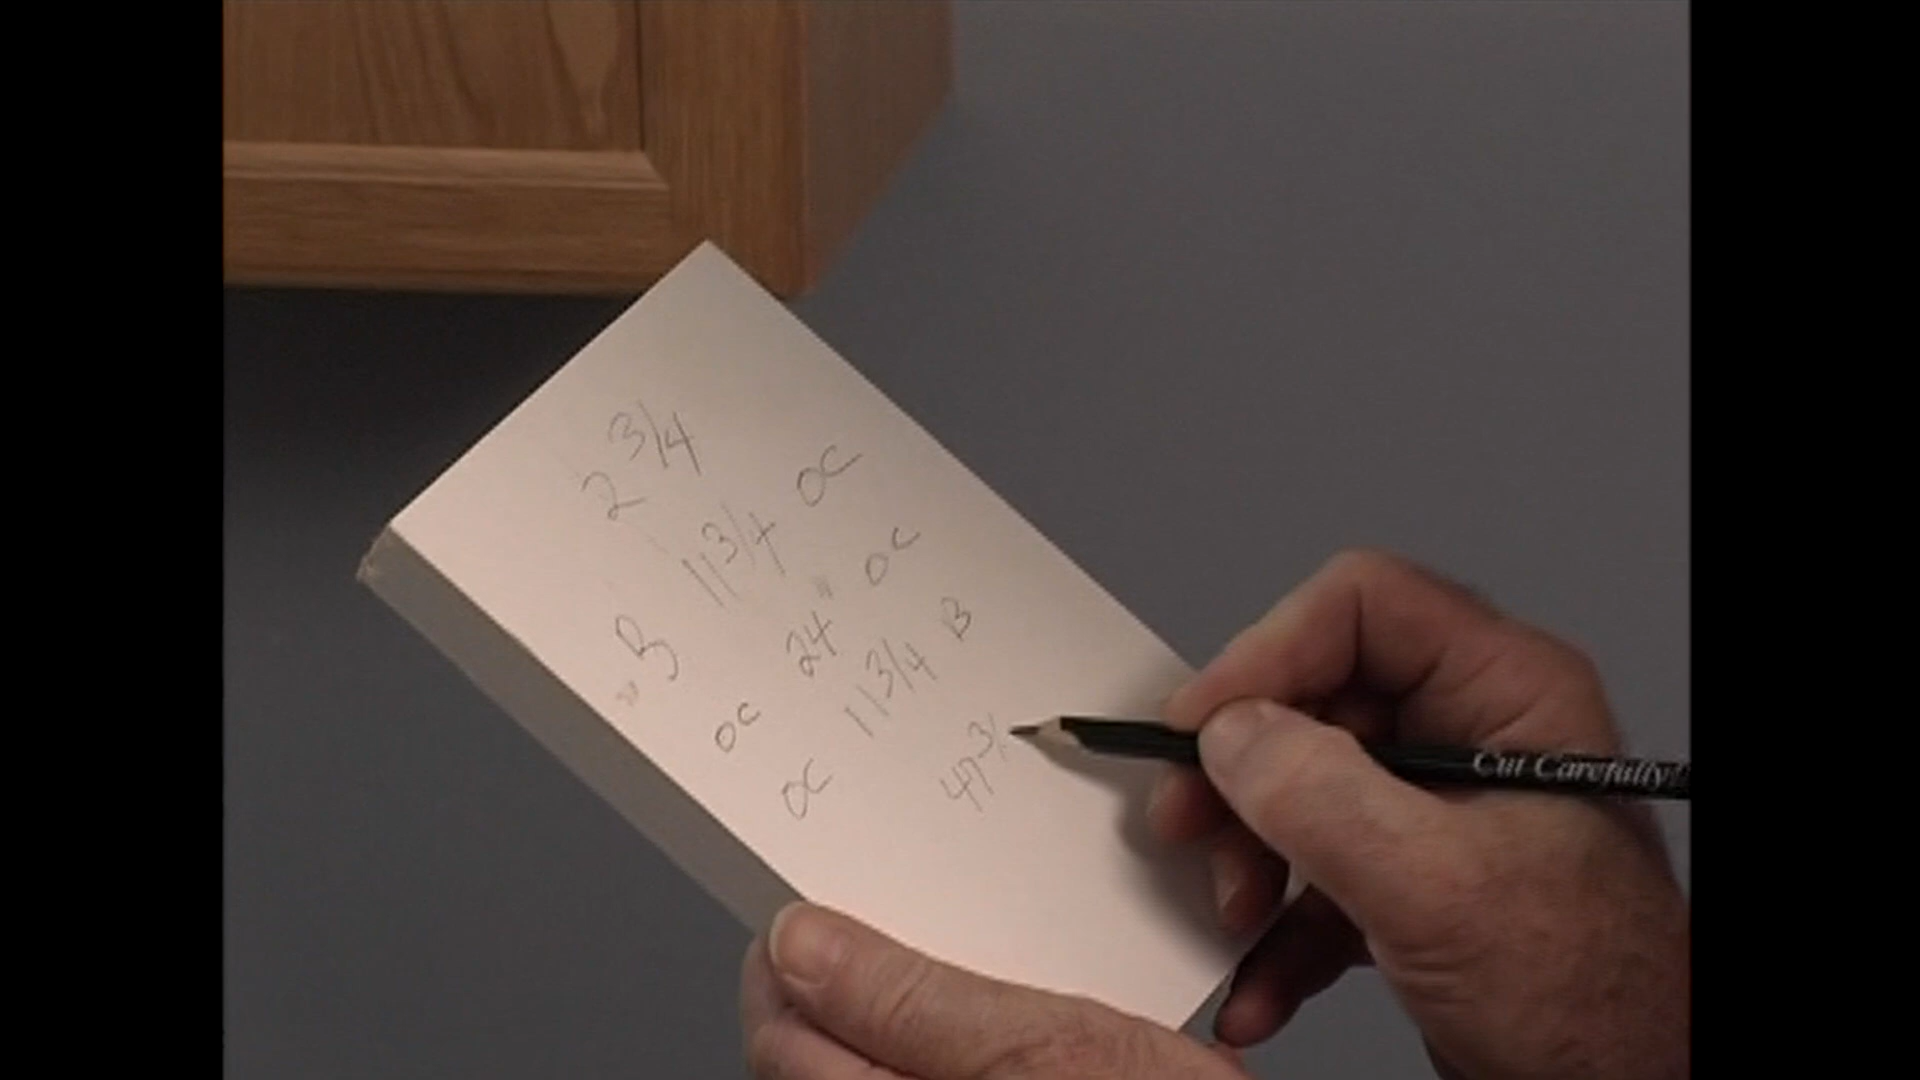 2 3/4
B 11 3/4 OC
OC 24" OC
OC 11 3/4 B
47 3/
Cut Carefully!